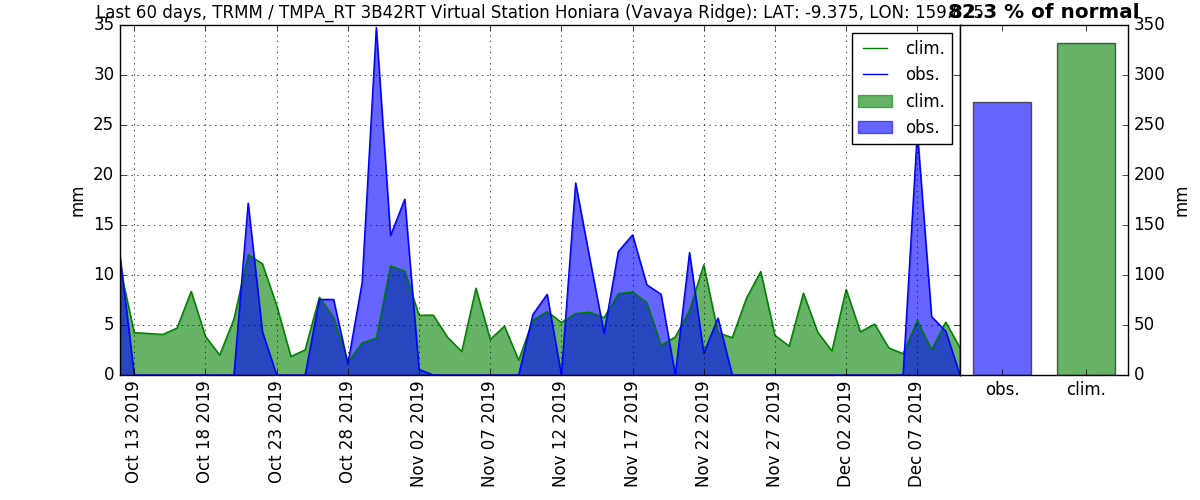 Last 60 days, TRMM / TMPA_RT 3B42RT Virtual Station Honiara (Vavaya Ridge): LAT: -9.375, LON: 159.875
82.3 % of normal
35
30
25
20
15
10
5
0
mm
clim.
obs.
clim.
obs.
350
300
250
200
150
100
50
0
mm
obs. clim.
Oct 13 2019
Oct 18 2019
Oct 23 2019
Oct 28 2019
Nov 02 2019
Nov 07 2019
Nov 12 2019
Nov 17 2019
Nov 22 2019
Nov 27 2019
Dec 02 2019
Dec 07 2019